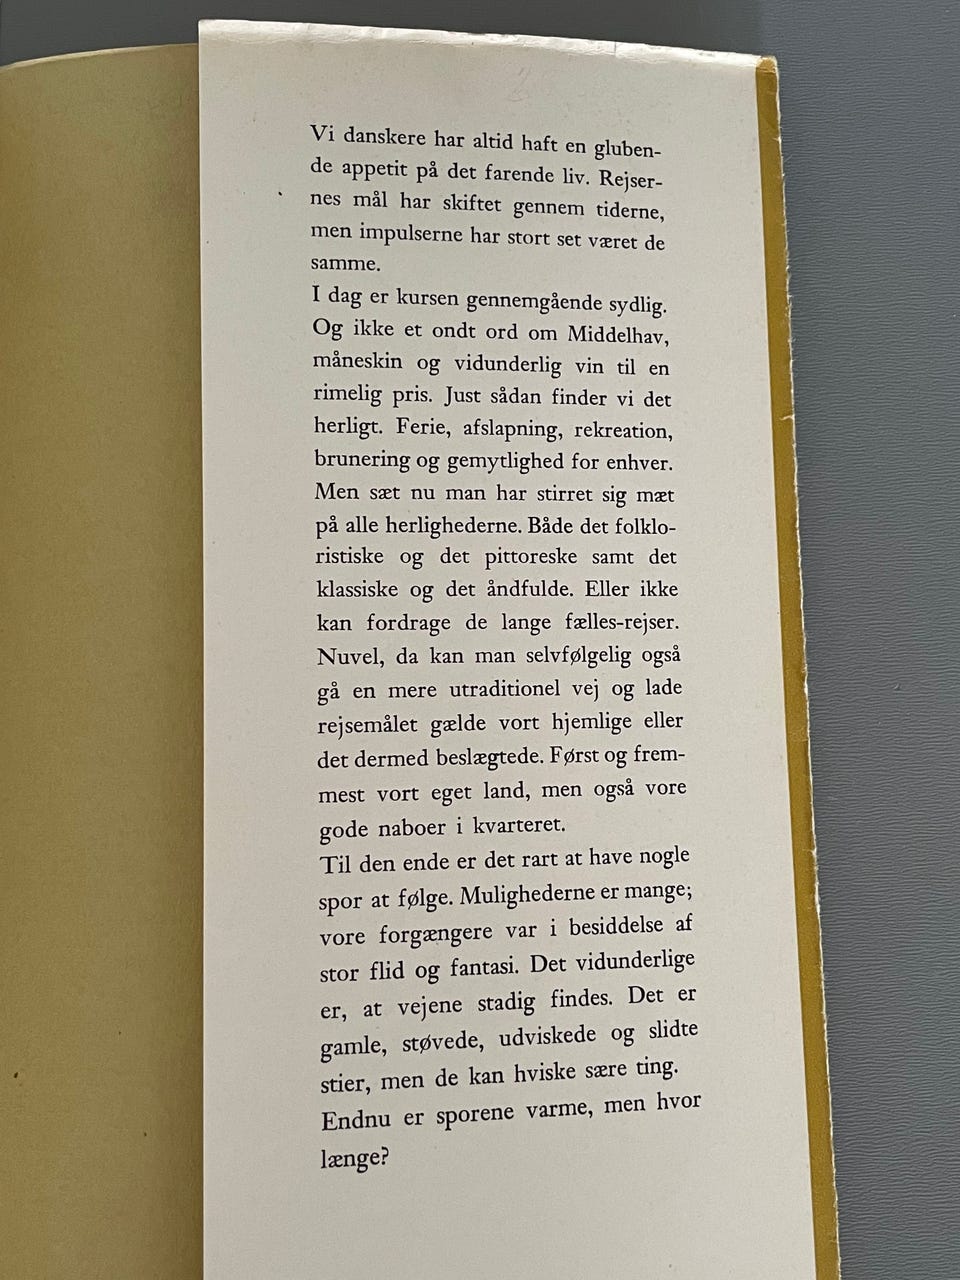 Vi danskere har altid haft en gluben-
de appetit på det farende liv. Rejser-
nes mål har skiftet gennem tiderne,
men impulserne har stort set været de
samme.
I dag er kursen gennemgående sydlig.
Og ikke et ondt ord om Middelhav,
måneskin og vidunderlig vin til en
rimelig pris. Just sådan finder vi det
herligt. Ferie, afslapning, rekreation,
brunering og gemytlighed for enhver.
Men sæt nu man har stirret sig mæt
på alle herlighederne. Både det folklo-
ristiske og det pittoreske samt det
klassiske og det åndfulde. Eller ikke
kan fordrage de lange fælles-rejser.
Nuvel, da kan man selvfølgelig også
gå en mere utraditionel vej og lade
rejsemålet gælde vort hjemlige eller
det dermed beslægtede. Først og frem-
mest vort eget land, men også vore
gode naboer i kvarteret.
Til den ende er det rart at have nogle
spor at følge. Mulighederne er mange;
vore forgængere var i besiddelse af
stor flid og fantasi. Det vidunderlige
er, at vejene stadig findes. Det er
gamle, støvede, udviskede og slidte
stier, men de kan hviske sære ting.
Endnu er sporene varme, men hvor
længe?